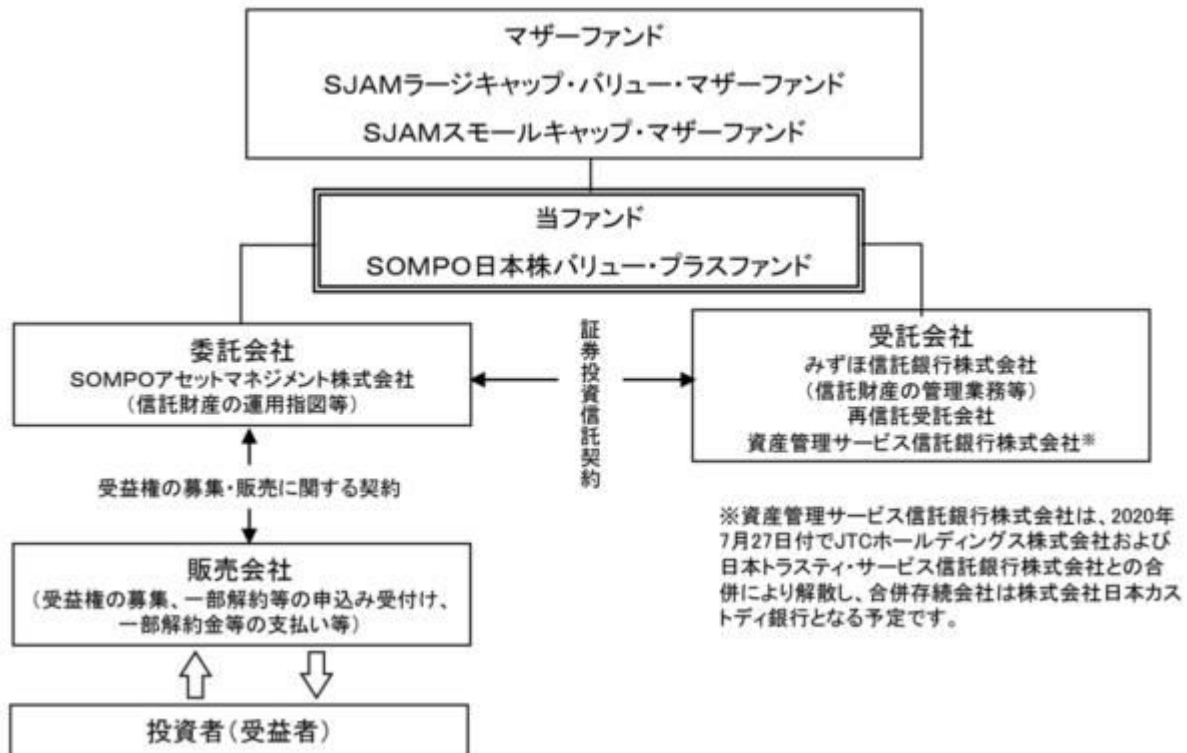 マザーファンド
SJAMラージキャップ・バリュー・マザーファンド
SJAMスモールキャップ・マザーファンド
当ファンド
SOMPO日本株バリュー・プラスファンド
委託会社
SOMPOアセットマネジメント株式会社
(信託財産の運用指図等)
証券投資信託契約
受託会社
みずほ信託銀行株式会社
(信託財産の管理業務等)
再信託受託会社
資産管理サービス信託銀行株式会社※
受益権の募集・販売に関する契約
販売会社
(受益権の募集、一部解約等の申込み受付け、
一部解約金等の支払い等)
投資者(受益者)
※資産管理サービス信託銀行株式会社は、2020年
7月27日付でJTCホールディングス株式会社および
日本トラスティ・サービス信託銀行株式会社との合
併により解散し、合併存続会社は株式会社日本カス
トディ銀行となる予定です。